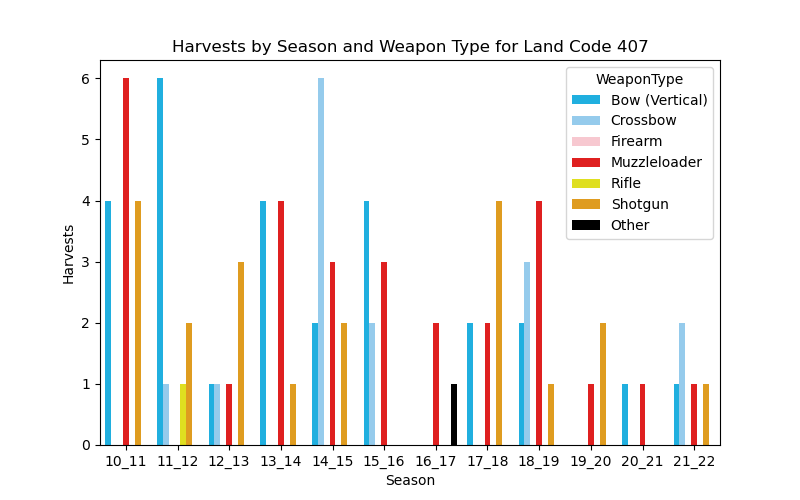 Harvests by Season and Weapon Type for Land Code 407
WeaponType
Bow (Vertical)
Crossbow
Firearm
Muzzleloader
Rifle
Shotgun
Other
Harvests
6
5
4
3
2
1
0
10_11 11_12 12_13 13_14 14_15 15_16 16_17 17_18 18_19 19_20 20_21 21_22
Season